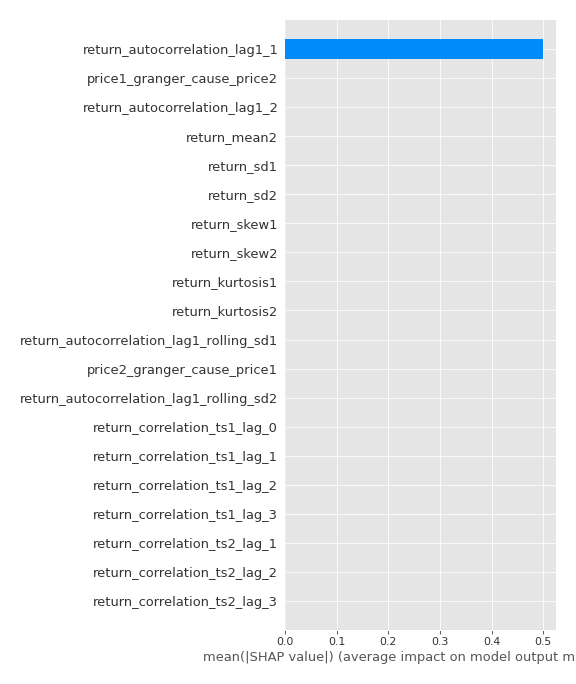 return_autocorrelation_lag1_1
price1_granger_cause_price2
return_autocorrelation_lag1_2
return_mean2
return_sd1
return_sd2
return_skew1
return_skew2
return_kurtosis1
return_kurtosis2
return_autocorrelation_lag1_rolling_sd1
price2_granger_cause_price1
return_autocorrelation_lag1_rolling_sd2
return_correlation_ts1_lag_0
return_correlation_ts1_lag_1
return_correlation_ts1_lag_2
return_correlation_ts1_lag_3
return_correlation_ts2_lag_1
return_correlation_ts2_lag_2
return_correlation_ts2_lag_3
0.0 0.1 0.2 0.3 0.4 0.5
mean(|SHAP value|) (average impact on model output m